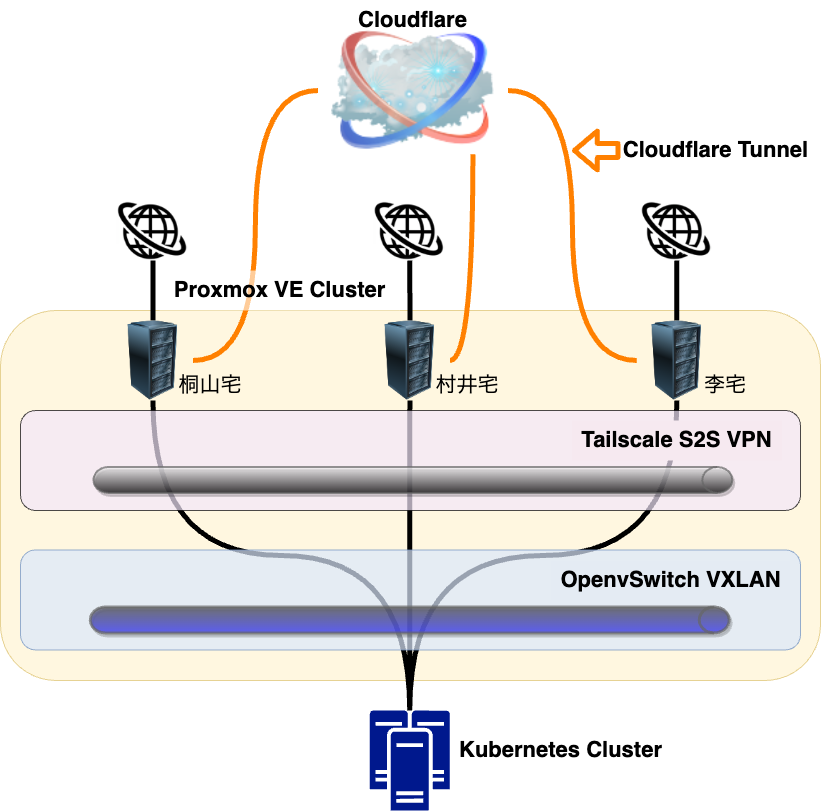 Cloudflare
Cloudflare Tunnel
Proxmox VE Cluster
桐山宅
村井宅
李宅
Tailscale S2S VPN
OpenvSwitch VXLAN
Kubernetes Cluster